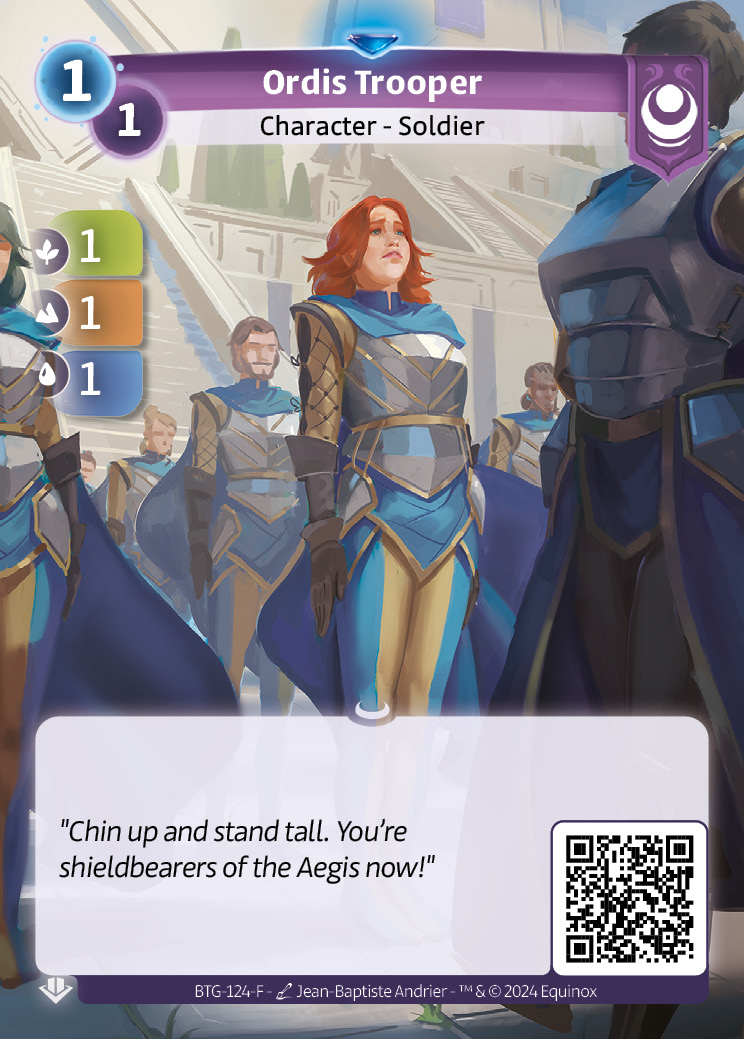 1
Ordis Trooper
1
Character - Soldier
1
1
1
"Chin up and stand tall. You’re
shieldbearers of the Aegis now!"
BTG-124-F - Jean-Baptiste Andrier - ™ & © 2024 Equinox